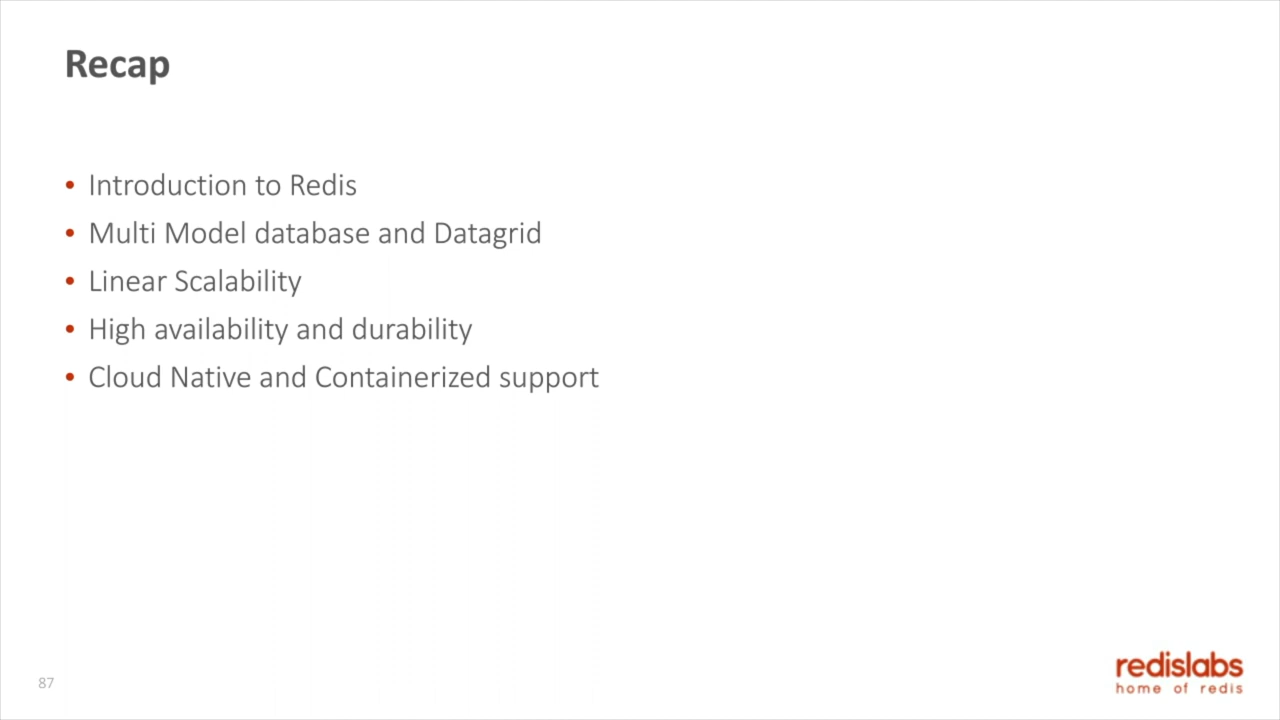 Recap
• Introduction to Redis
• Multi Model database and Datagrid
• Linear Scalability
• High availability and durability
• Cloud Native and Containerized support
87
redislabs
home of redis